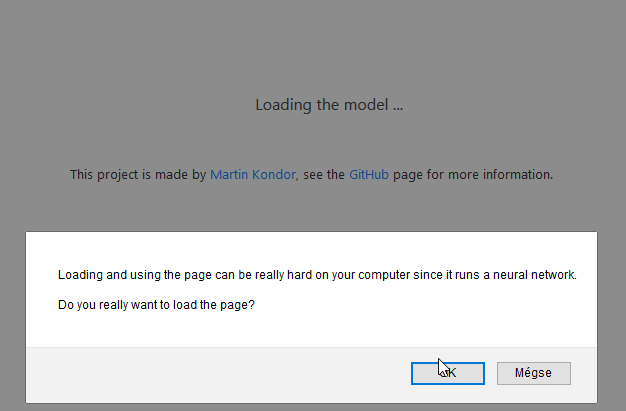 Loading the model ...
This project is made by Martin Kondor, see the GitHub page for more information.
Loading and using the page can be really hard on your computer since it runs a neural network.
Do you really want to load the page?
OK Mégse